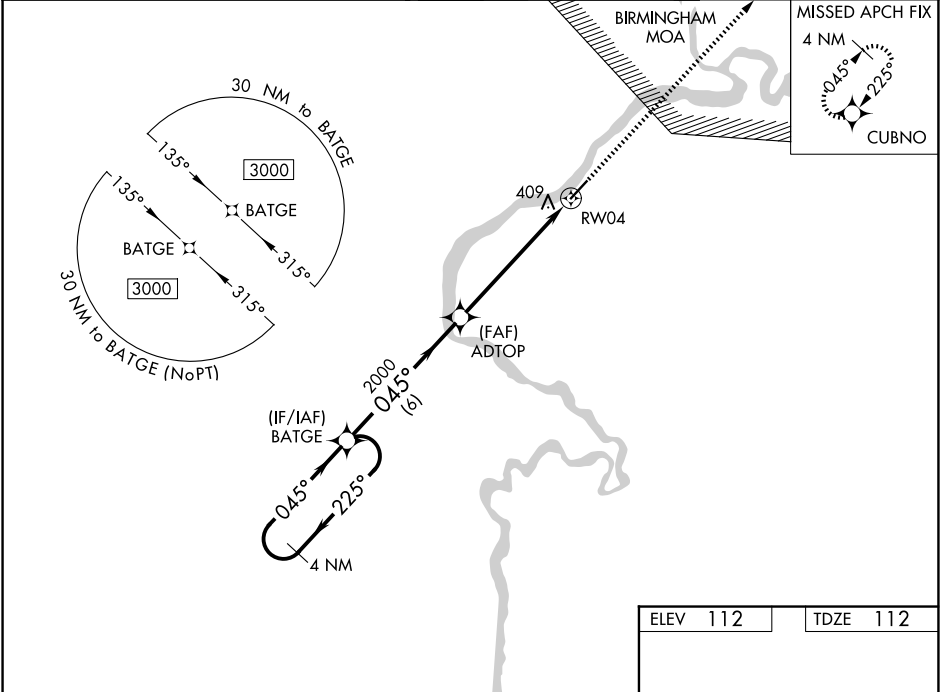 BIRMINGHAM
MOA
MISSED APCH FIX
4 NM
045°
225°
CUBNO
30 NM to BATGE
135°
3000
BATGE
315°
135°
BATGE
3000
315°
30 NM to BATGE (NoPT)
409
RW04
(FAF)
ADTOP
2000
045°
(6)
(IF/IAF)
BATGE
045°
225°
4 NM
ELEV 112
TDZE 112